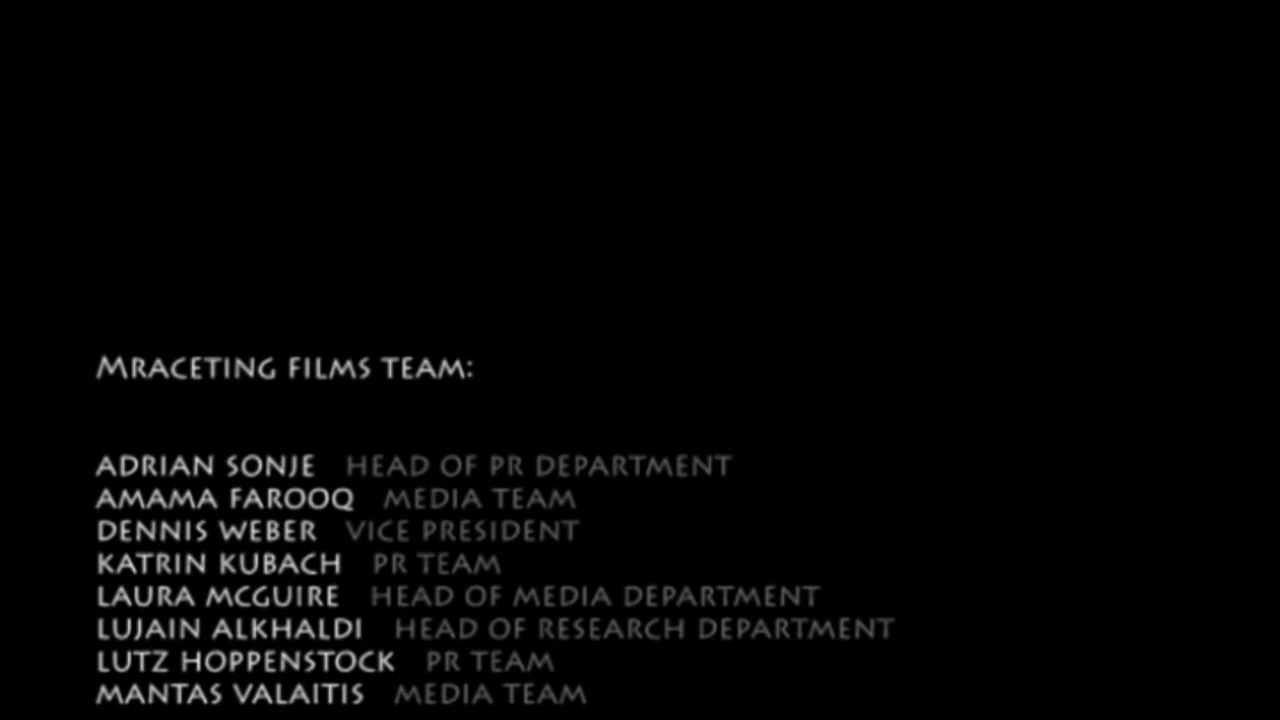 Mraceting films team:
ADRIAN SONJE HEAD OF PR DEPARTMENT
AMAMA FAROOQ MEDIA TEAM
DENNIS WEBER VICE PRESIDENT
KATRIN KUBACH PR TEAM
LAURA MCGUIRE HEAD OF MEDIA DEPARTMENT
LUJAIN ALKHALDI HEAD OF RESEARCH DEPARTMENT
LUTZ HOPPENSTOCK PR TEAM
MANTAS VALAITIS MEDIA TEAM